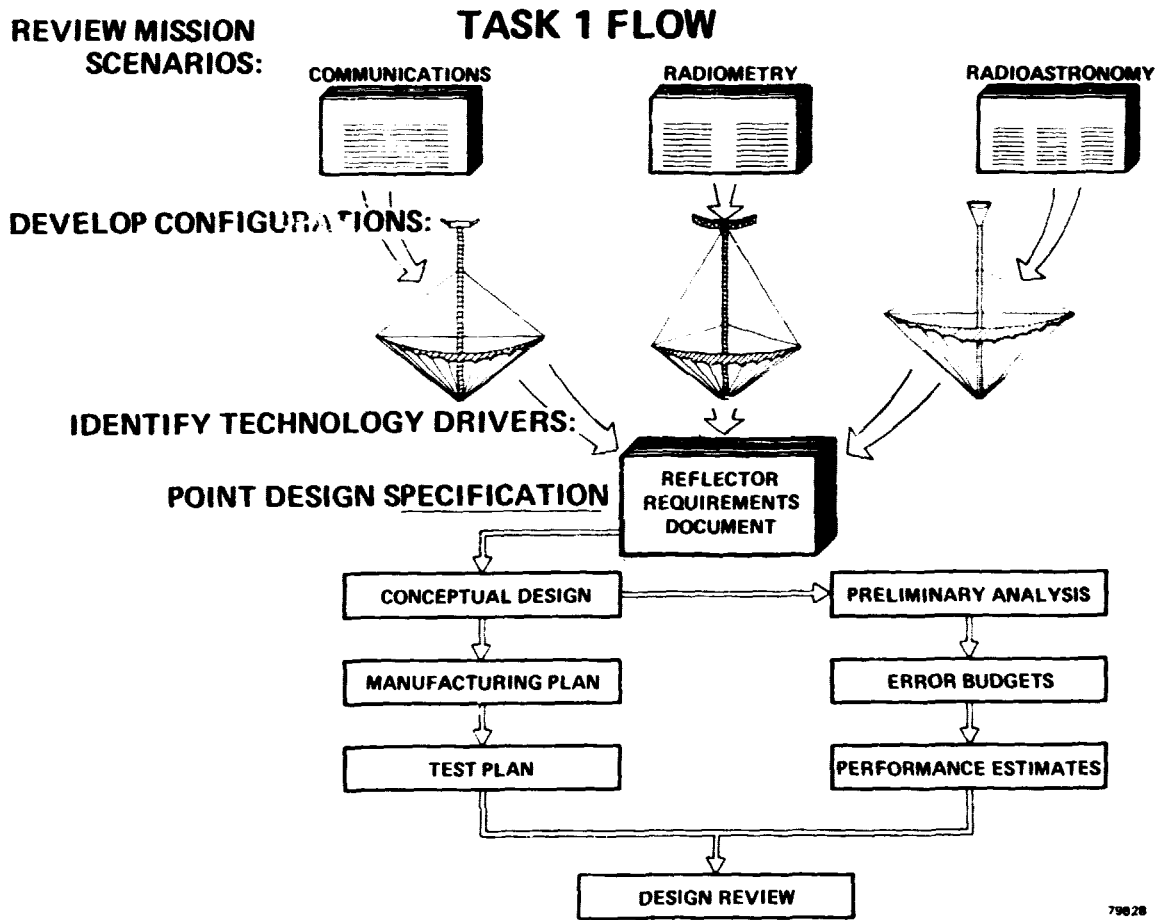 TASK 1 FLOW
REVIEW MISSION
SCENARIOS:
COMMUNICATIONS
RADIOMETRY
RADIOASTRONOMY
DEVELOP CONFIGURATIONS:
IDENTIFY TECHNOLOGY DRIVERS:
POINT DESIGN SPECIFICATION
REFLECTOR
REQUIREMENTS
DOCUMENT
CONCEPTUAL DESIGN
PRELIMINARY ANALYSIS
MANUFACTURING PLAN
ERROR BUDGETS
TEST PLAN
PERFORMANCE ESTIMATES
DESIGN REVIEW
79828